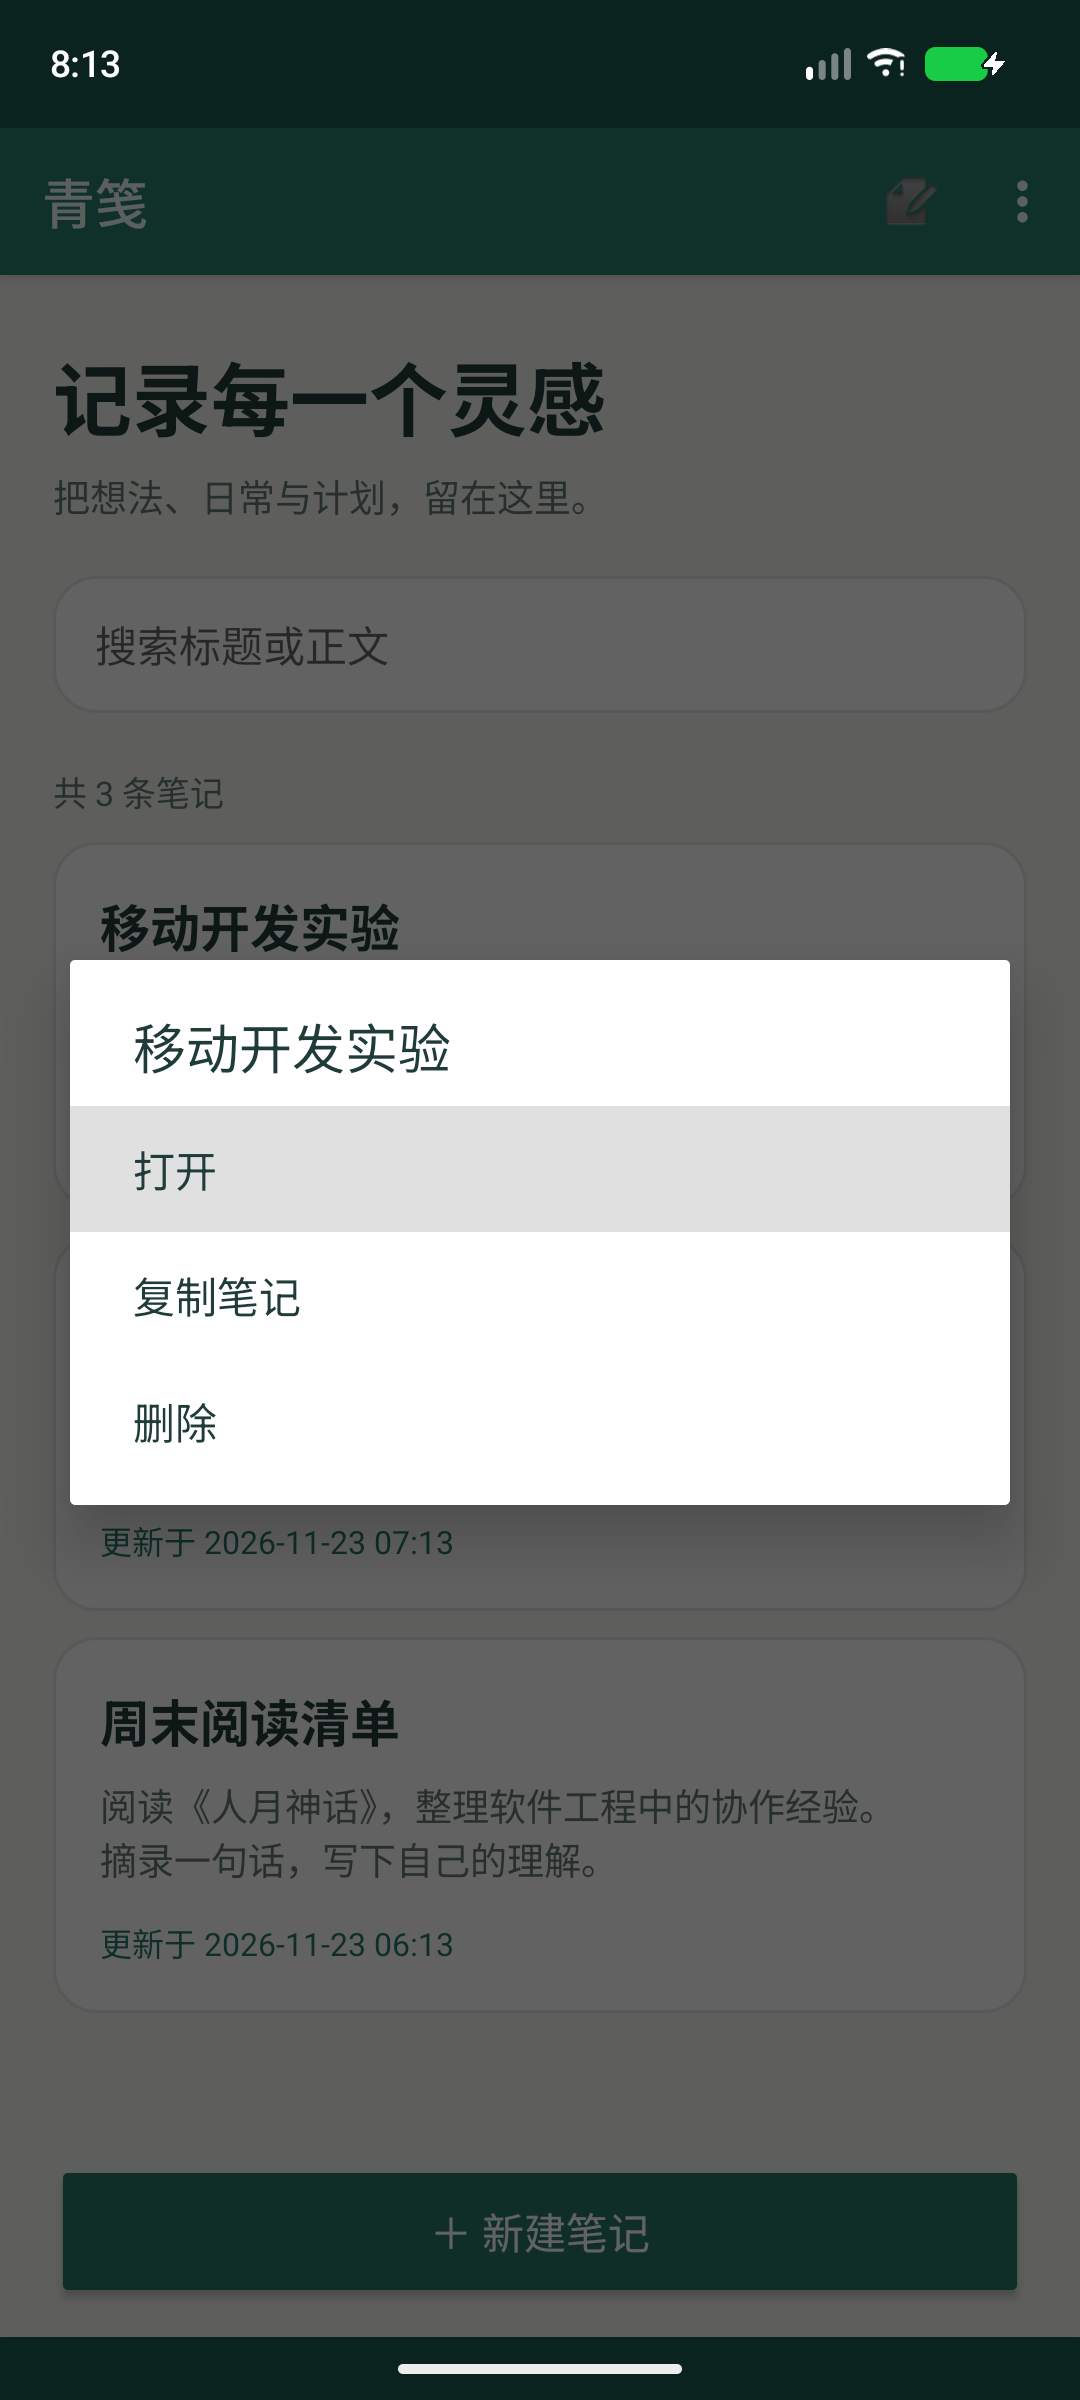 8:13
青笺
记录每一个灵感
把想法、日常与计划，留在这里。
搜索标题或正文
共 3 条笔记
移动开发实验
移动开发实验
打开
复制笔记
删除
更新于 2026-11-23 07:13
周末阅读清单
阅读《人月神话》，整理软件工程中的协作经验。
摘录一句话，写下自己的理解。
更新于 2026-11-23 06:13
＋ 新建笔记